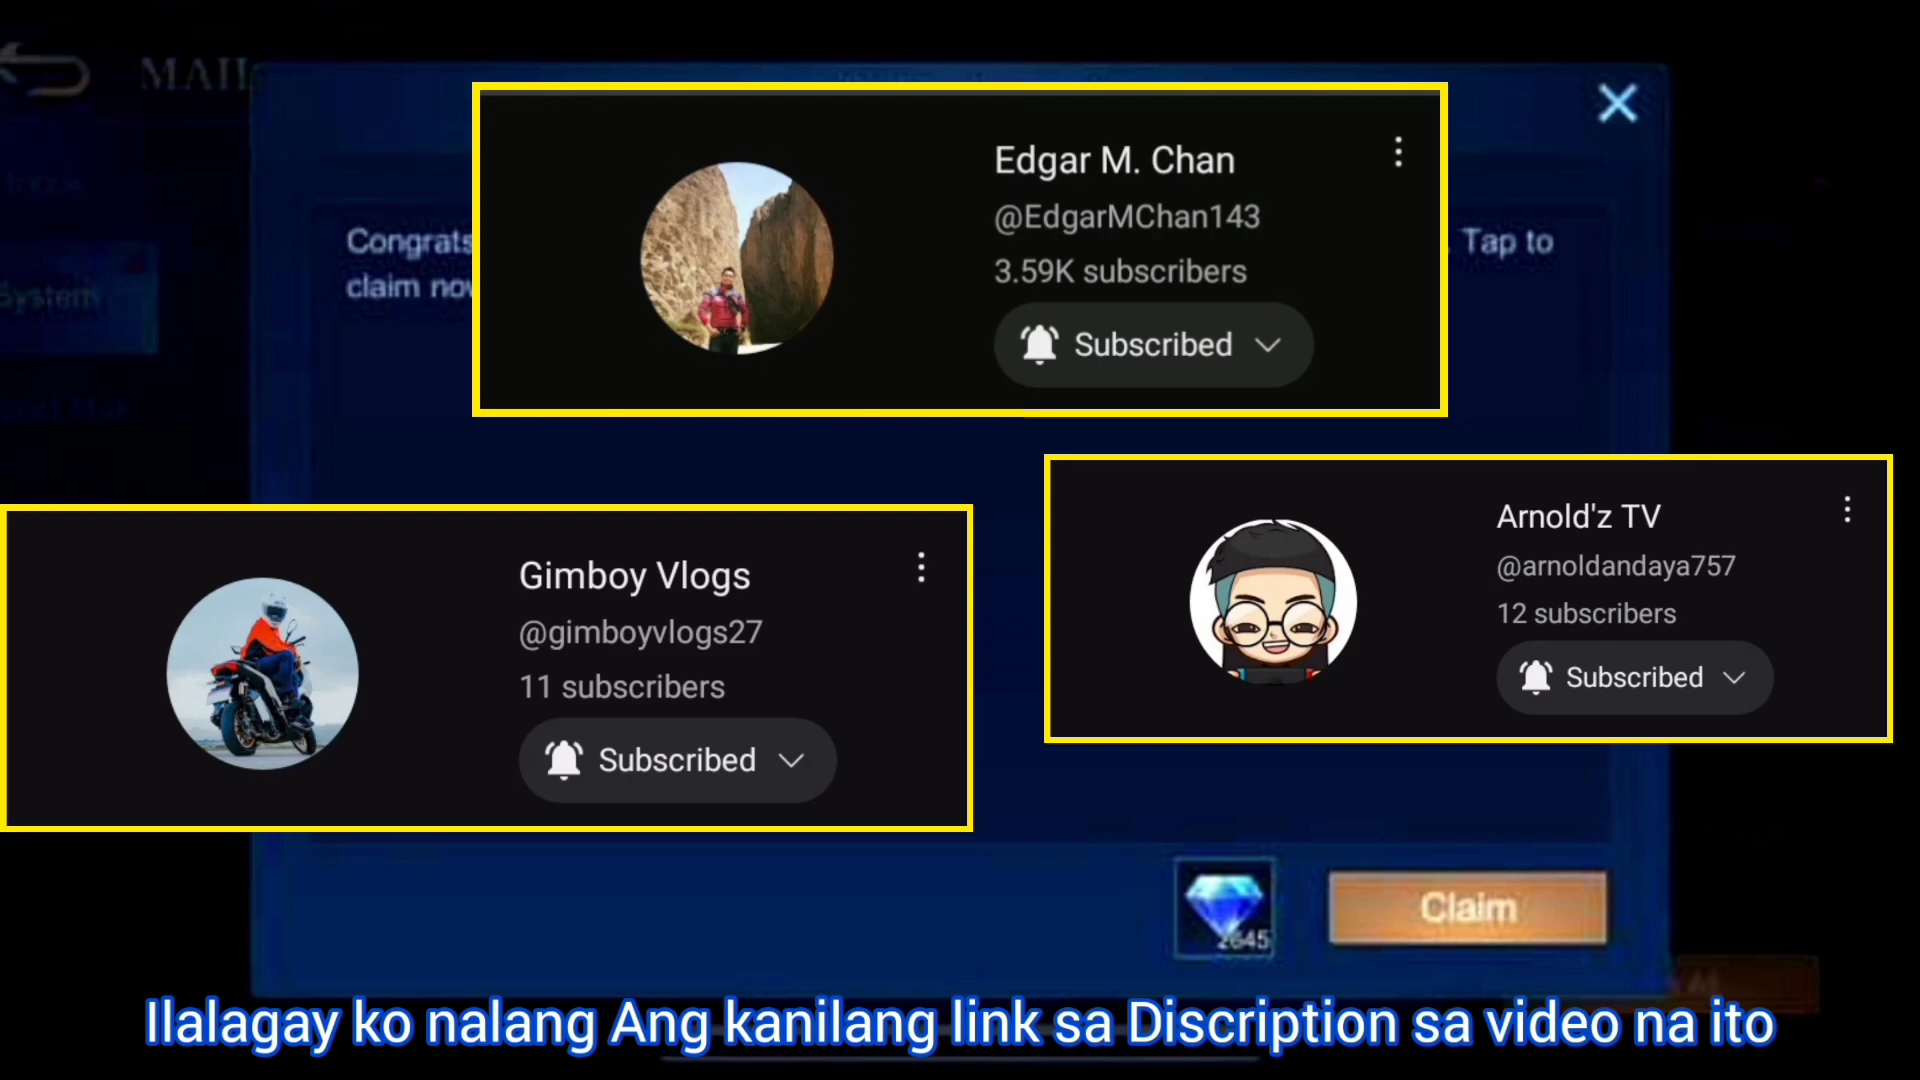 MAIL
Edgar M. Chan
@EdgarMChan143
3.59K subscribers
Subscribed
Congrats
. Tap to
claim now
System
Gimboy Vlogs
@gimboyvlogs27
11 subscribers
Subscribed
Arnold'z TV
@arnoldandaya757
12 subscribers
Subscribed
2645
Claim
Ilalagay ko nalang Ang kanilang link sa Discription sa video na ito